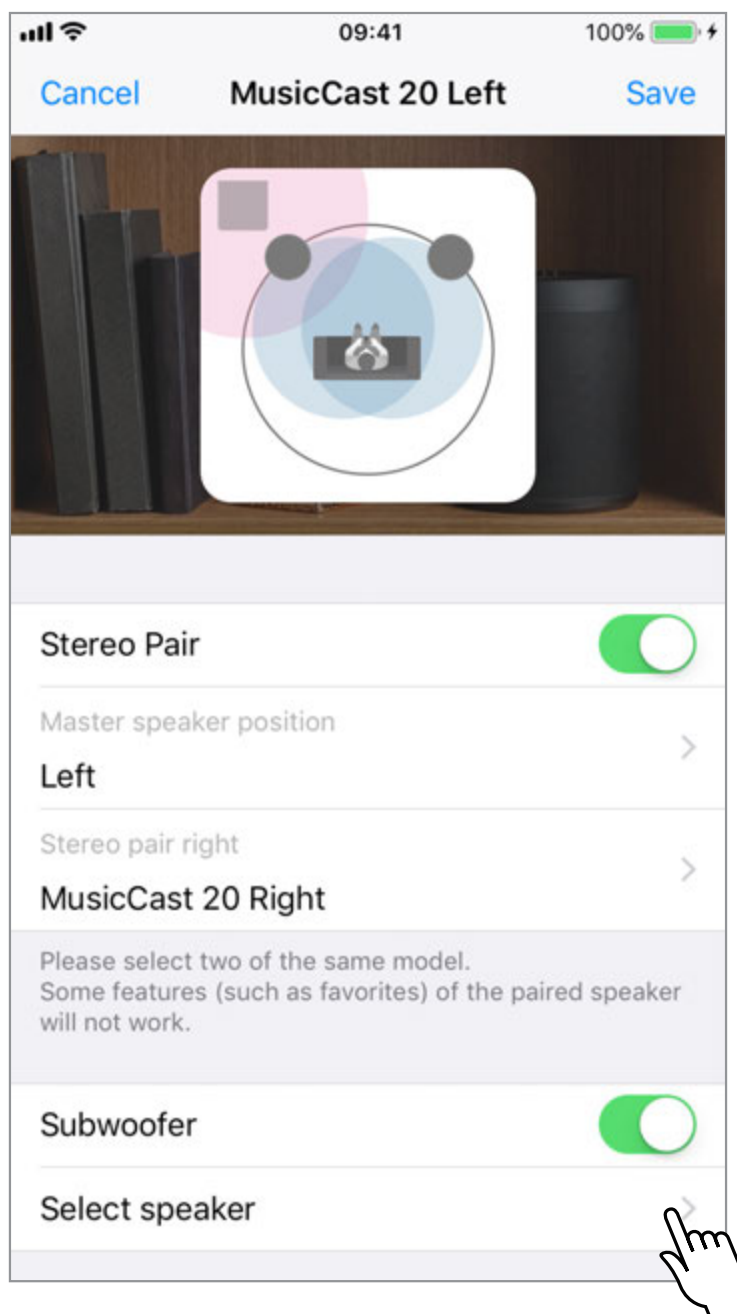 09:41
100%
Cancel
MusicCast 20 Left
Save
Stereo Pair
Master speaker position
Left
Stereo pair right
MusicCast 20 Right
Please select two of the same model.
Some features (such as favorites) of the paired speaker
will not work.
Subwoofer
Select speaker